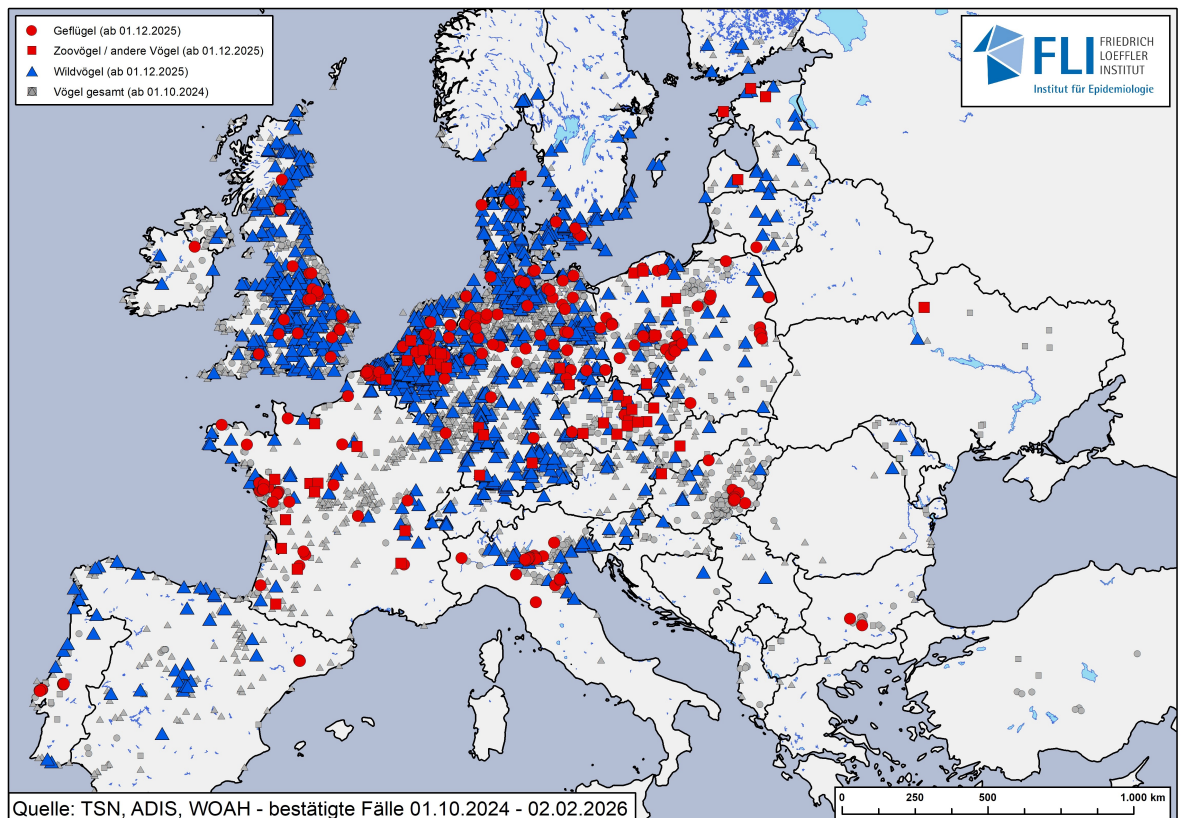 Geflügel (ab 01.12.2025)
Zoovögel / andere Vögel (ab 01.12.2025)
Wildvögel (ab 01.12.2025)
Vögel gesamt (ab 01.10.2024)
FLI
FRIEDRICH
LOEFFLER
INSTITUT
Institut für Epidemiologie
Quelle: TSN, ADIS, WOAH - bestätigte Fälle 01.10.2024 - 02.02.2026
0 250 500 1.000 km